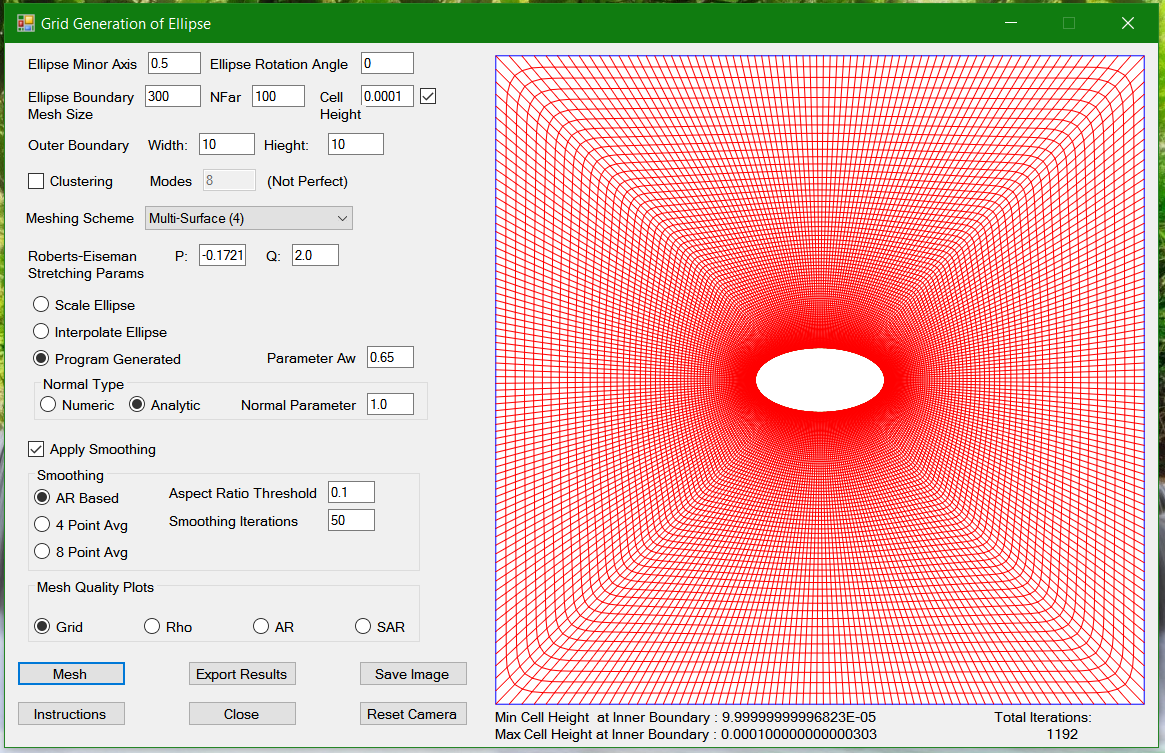 Grid Generation of Ellipse
Ellipse Minor Axis 0.5 Ellipse Rotation Angle 0
Ellipse Boundary Mesh Size 300 NFar 100 Cell Height 0.0001
Outer Boundary Width: 10 Hieght: 10
Clustering Modes 8 (Not Perfect)
Meshing Scheme Multi-Surface (4)
Roberts-Eiseman Stretching Params P: -0.1721 Q: 2.0
Scale Ellipse
Interpolate Ellipse
Program Generated Parameter Aw 0.65
Normal Type
Numeric Analytic Normal Parameter 1.0
Apply Smoothing
Smoothing
AR Based Aspect Ratio Threshold 0.1
4 Point Avg Smoothing Iterations 50
8 Point Avg
Mesh Quality Plots
Grid Rho AR SAR
Mesh Export Results Save Image
Instructions Close Reset Camera
Min Cell Height at Inner Boundary : 9.99999999996823E-05 Total Iterations:
Max Cell Height at Inner Boundary : 0.000100000000000303 1192